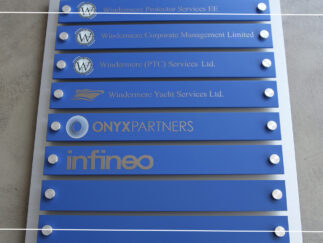 Windermere Protector Services EE
Windermere Corporate Management Limited
Windermere (PTC) Services Ltd.
Windermere Yacht Services Ltd.
ONYXPARTNERS
infineo